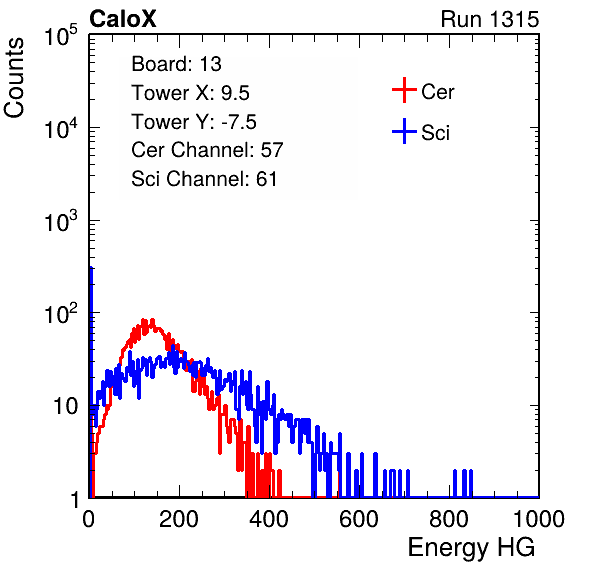 CaloX Run 1315
Counts
Board: 13
Tower X: 9.5
Tower Y: -7.5
Cer Channel: 57
Sci Channel: 61
Cer
Sci
10^5
10^4
10^3
10^2
10
1
0 200 400 600 800 1000
Energy HG